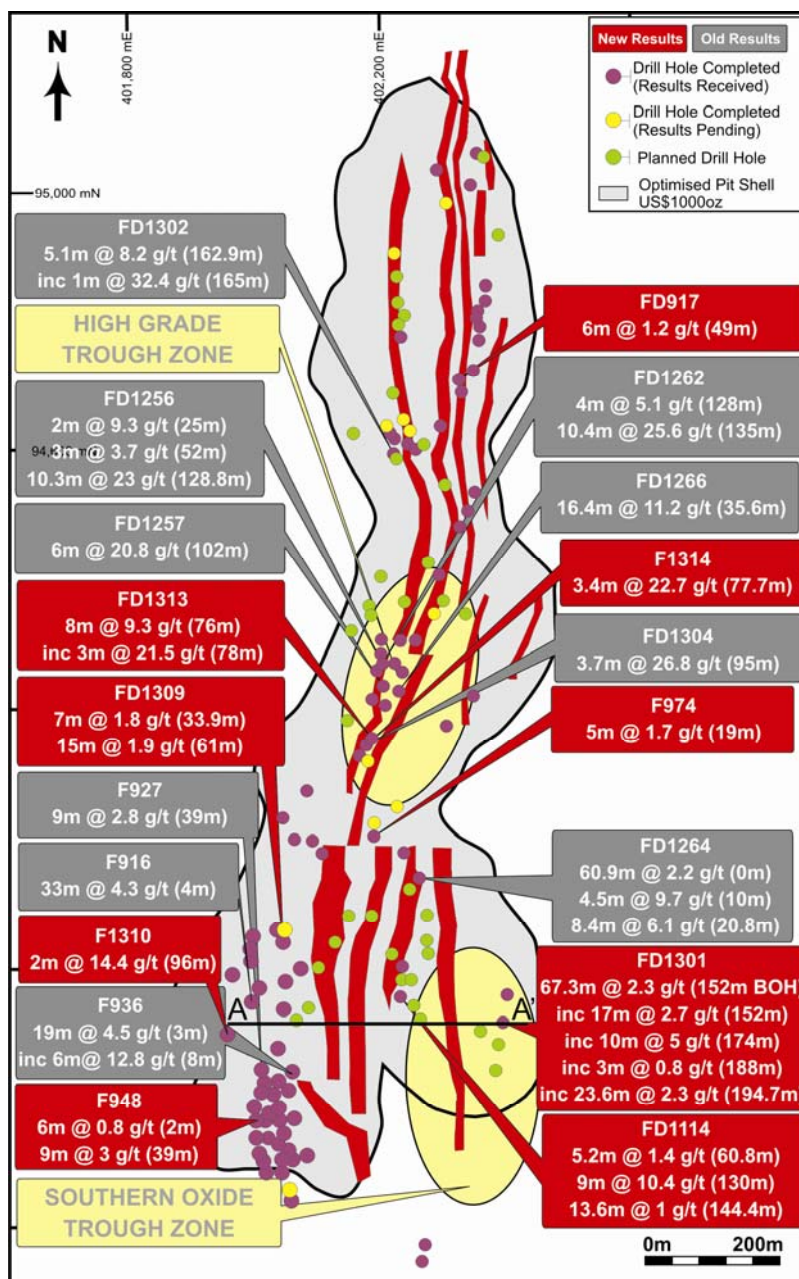 N
401,800 mE
402,200 mE
New Results
Old Results
Drill Hole Completed
(Results Received)
Drill Hole Completed
(Results Pending)
Planned Drill Hole
Optimised Pit Shell
US$1000oz
95,000 mN
FD1302
5.1m @ 8.2 g/t (162.9m)
inc 1m @ 32.4 g/t (165m)
HIGH GRADE
TROUGH ZONE
FD1256
2m @ 9.3 g/t (25m)
3m @ 3.7 g/t (52m)
10.3m @ 23 g/t (128.8m)
FD1257
6m @ 20.8 g/t (102m)
FD1313
8m @ 9.3 g/t (76m)
inc 3m @ 21.5 g/t (78m)
FD1309
7m @ 1.8 g/t (33.9m)
15m @ 1.9 g/t (61m)
F927
9m @ 2.8 g/t (39m)
F916
33m @ 4.3 g/t (4m)
F1310
2m @ 14.4 g/t (96m)
F936
19m @ 4.5 g/t (3m)
inc 6m@ 12.8 g/t (8m)
F948
6m @ 0.8 g/t (2m)
9m @ 3 g/t (39m)
SOUTHERN OXIDE
TROUGH ZONE
FD917
6m @ 1.2 g/t (49m)
FD1262
4m @ 5.1 g/t (128m)
10.4m @ 25.6 g/t (135m)
FD1266
16.4m @ 11.2 g/t (35.6m)
F1314
3.4m @ 22.7 g/t (77.7m)
FD1304
3.7m @ 26.8 g/t (95m)
F974
5m @ 1.7 g/t (19m)
FD1264
60.9m @ 2.2 g/t (0m)
4.5m @ 9.7 g/t (10m)
8.4m @ 6.1 g/t (20.8m)
A
A'
FD1301
67.3m @ 2.3 g/t (152m BOH)
inc 17m @ 2.7 g/t (152m)
inc 10m @ 5 g/t (174m)
inc 3m @ 0.8 g/t (188m)
inc 23.6m @ 2.3 g/t (194.7m)
FD1114
5.2m @ 1.4 g/t (60.8m)
9m @ 10.4 g/t (130m)
13.6m @ 1 g/t (144.4m)
0m
200m